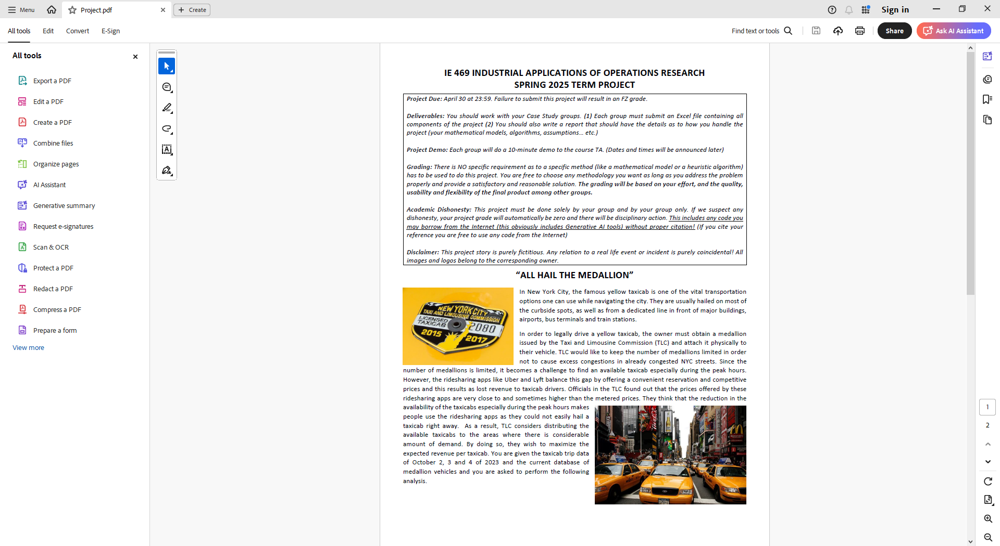 Menu
Project.pdf
Create
Sign in
All tools
Edit
Convert
E-Sign
Find text or tools
Share
Ask AI Assistant
All tools
Export a PDF
Edit a PDF
Create a PDF
Combine files
Organize pages
AI Assistant
Generative summary
Request e-signatures
Scan & OCR
Protect a PDF
Redact a PDF
Compress a PDF
Prepare a form
View more
IE 469 INDUSTRIAL APPLICATIONS OF OPERATIONS RESEARCH
SPRING 2025 TERM PROJECT
Project Due: April 30 at 23:59. Failure to submit this project will result in an FZ grade.
Deliverables: You should work with your Case Study groups. (1) Each group must submit an Excel file containing all
components of the project (2) You should also write a report that should have the details as to how you handle the
project (your mathematical models, algorithms, assumptions... etc.)
Project Demo: Each group will do a 10-minute demo to the course TA. (Dates and times will be announced later)
Grading: There is NO specific requirement as to a specific method (like a mathematical model or a heuristic algorithm)
has to be used to do this project. You are free to choose any methodology you want as long as you address the problem
properly and provide a satisfactory and reasonable solution. The grading will be based on your effort, and the quality,
usability and flexibility of the final product among other groups.
Academic Dishonesty: This project must be done solely by your group and by your group only. If we suspect any
dishonesty, your project grade will automatically be zero and there will be disciplinary action. This includes any code you
may borrow from the Internet (this obviously includes Generative AI tools) without proper citation! (If you cite your
reference you are free to use any code from the Internet)
Disclaimer: This project story is purely fictitious. Any relation to a real life event or incident is purely coincidental! All
images and logos belong to the corresponding owner.
“ALL HAIL THE MEDALLION”
NEW YORK CITY
TAXI AND LIMOUSINE COMMISSION
LICENSED
TAXICAB
2080
2015
2017
In New York City, the famous yellow taxicab is one of the vital transportation
options one can use while navigating the city. They are usually hailed on most of
the curbside spots, as well as from a dedicated line in front of major buildings,
airports, bus terminals and train stations.
In order to legally drive a yellow taxicab, the owner must obtain a medallion
issued by the Taxi and Limousine Commission (TLC) and attach it physically to
their vehicle. TLC would like to keep the number of medallions limited in order
not to cause excess congestions in already congested NYC streets. Since the
number of medallions is limited, it becomes a challenge to find an available taxicab especially during the peak hours.
However, the ridesharing apps like Uber and Lyft balance this gap by offering a convenient reservation and competitive
prices and this results as lost revenue to taxicab drivers. Officials in the TLC found out that the prices offered by these
ridesharing apps are very close to and sometimes higher than the metered prices. They think that the reduction in the
availability of the taxicabs especially during the peak hours makes
people use the ridesharing apps as they could not easily hail a
taxicab right away. As a result, TLC considers distributing the
available taxicabs to the areas where there is considerable
amount of demand. By doing so, they wish to maximize the
expected revenue per taxicab. You are given the taxicab trip data
of October 2, 3 and 4 of 2023 and the current database of
medallion vehicles and you are asked to perform the following
analysis.
1
2